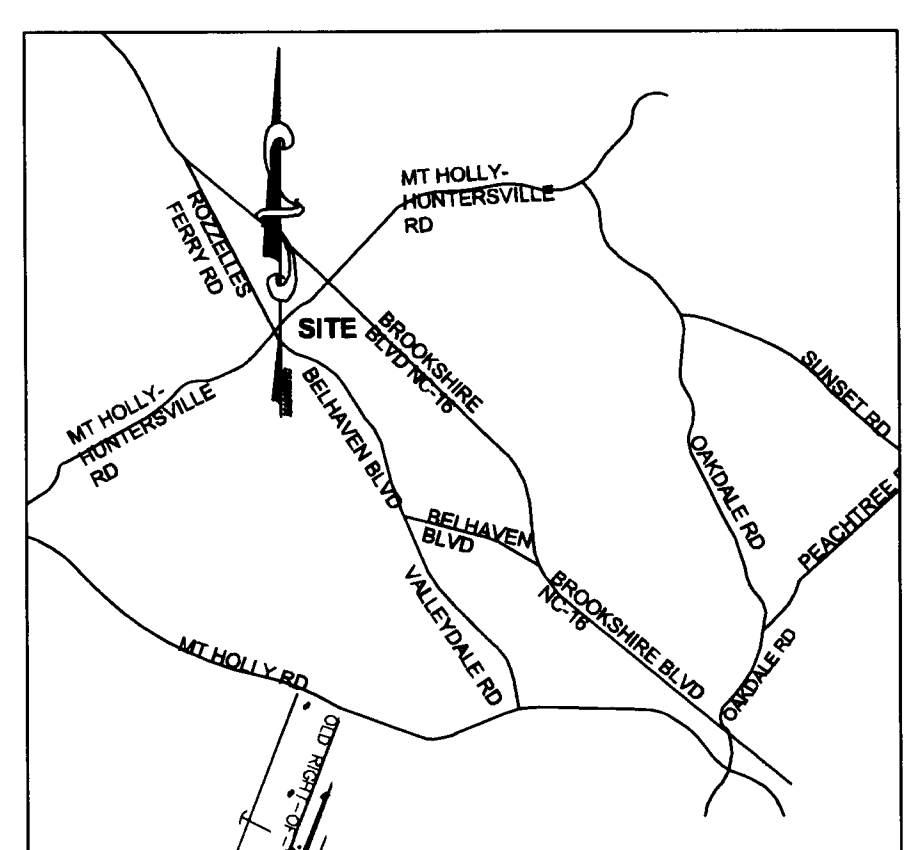 MT HOLLY-
HUNTERSVILLE
RD
ROZZELLES
FERRY RD
SITE
BROOKSHIRE
BLVD NC-16
SUNSET RD
MT HOLLY-
HUNTERSVILLE
RD
BELHAVEN BLVD
OAKDALE RD
PEACHTREE
BELHAVEN
BLVD
VALLEYDALE RD
BROOKSHIRE BLVD
NC-16
MT HOLLY RD
OAKDALE RD
OLD RIGHT-OF-